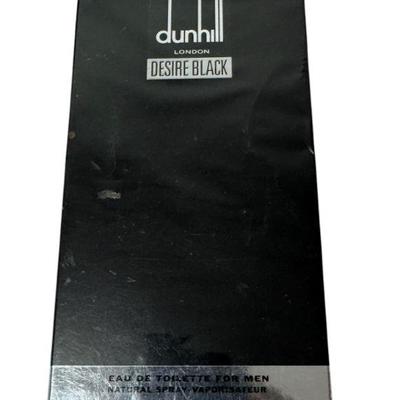 dunhill
LONDON
DESIRE BLACK
EAU DE TOILETTE FOR MEN
NATURAL SPRAY-VAPORISATEUR